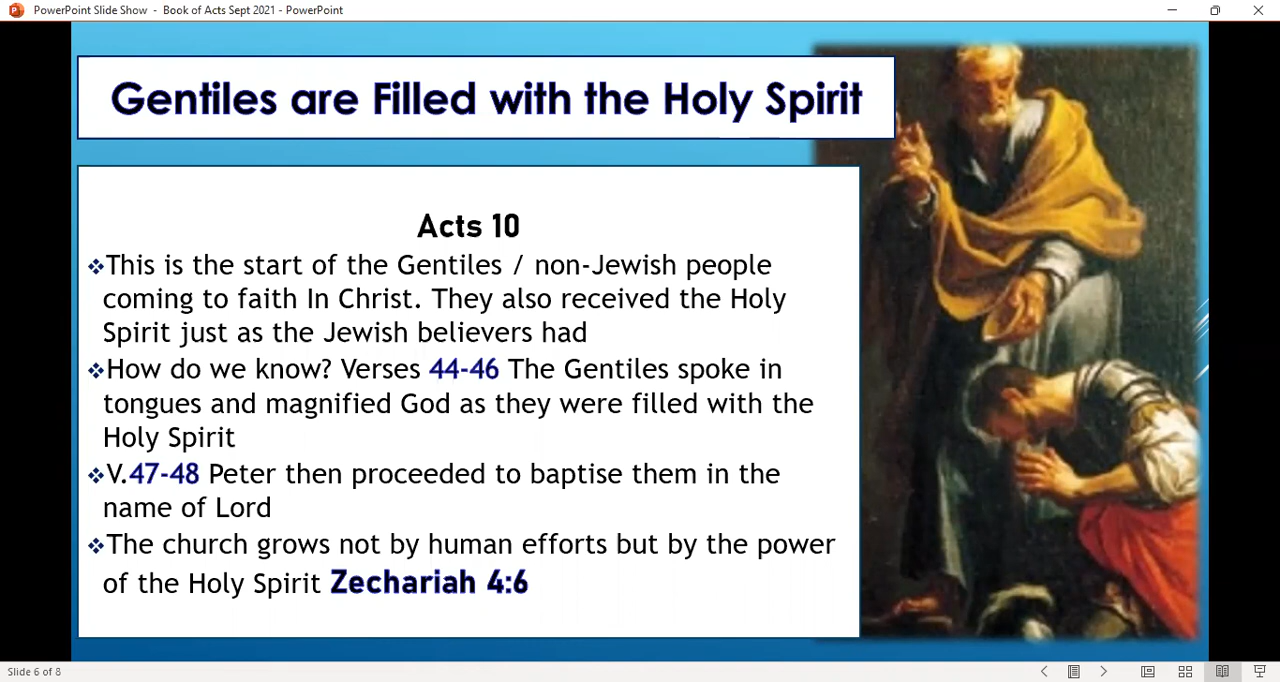 PowerPoint Slide Show - Book of Acts Sept 2021 - PowerPoint
Gentiles are Filled with the Holy Spirit
Acts 10
❖This is the start of the Gentiles / non-Jewish people
coming to faith In Christ. They also received the Holy
Spirit just as the Jewish believers had
❖How do we know? Verses 44-46 The Gentiles spoke in
tongues and magnified God as they were filled with the
Holy Spirit
❖V.47-48 Peter then proceeded to baptise them in the
name of Lord
❖The church grows not by human efforts but by the power
of the Holy Spirit Zechariah 4:6
Slide 6 of 8